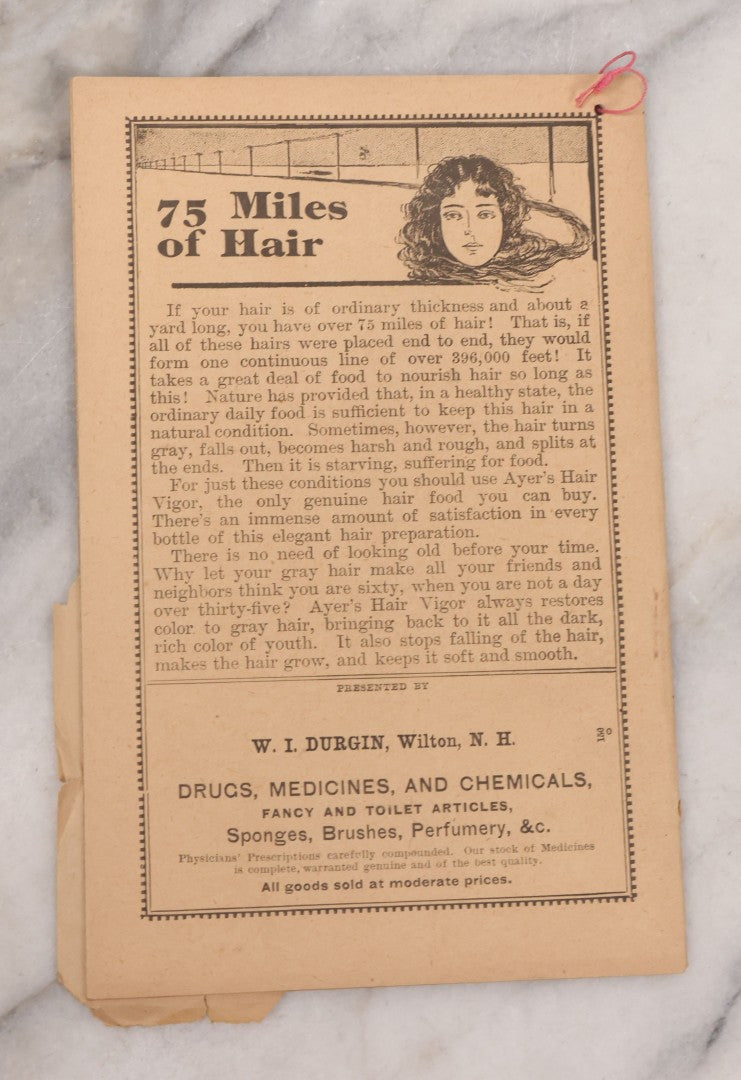 75 Miles
of Hair
If your hair is of ordinary thickness and about a
yard long, you have over 75 miles of hair! That is, if
all of these hairs were placed end to end, they would
form one continuous line of over 396,000 feet! It
takes a great deal of food to nourish hair so long as
this! Nature has provided that, in a healthy state, the
ordinary daily food is sufficient to keep this hair in a
natural condition. Sometimes, however, the hair turns
gray, falls out, becomes harsh and rough, and splits at
the ends. Then it is starving, suffering for food.
For just these conditions you should use Ayer's Hair
Vigor, the only genuine hair food you can buy.
There's an immense amount of satisfaction in every
bottle of this elegant hair preparation.
There is no need of looking old before your time.
Why let your gray hair make all your friends and
neighbors think you are sixty, when you are not a day
over thirty-five? Ayer's Hair Vigor always restores
color to gray hair, bringing back to it all the dark,
rich color of youth. It also stops falling of the hair,
makes the hair grow, and keeps it soft and smooth.
PRESENTED BY
W. I. DURGIN, Wilton, N. H.
DRUGS, MEDICINES, AND CHEMICALS,
FANCY AND TOILET ARTICLES,
Sponges, Brushes, Perfumery, &c.
Physicians' Prescriptions carefully compounded. Our stock of Medicines
is complete, warranted genuine and of the best quality.
All goods sold at moderate prices.